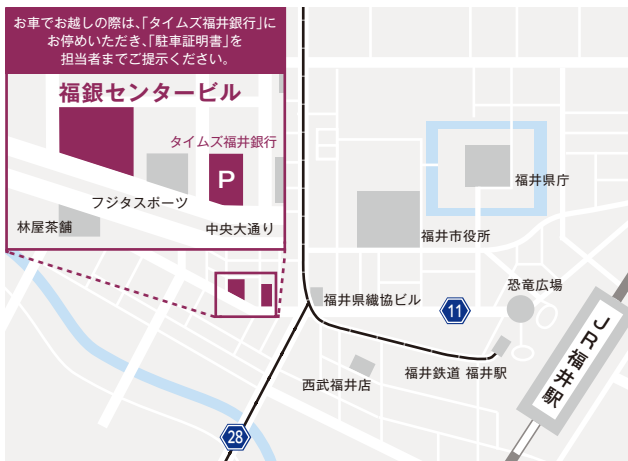 お車でお越しの際は、「タイムズ福井銀行」に
お停めいただき、「駐車証明書」を
担当者までご提示ください。
福銀センタービル
タイムズ福井銀行
P
フジタスポーツ
林屋茶舗
中央大通り
福井県庁
福井市役所
恐竜広場
福井県繊協ビル
11
JR福井駅
福井鉄道 福井駅
西武福井店
28